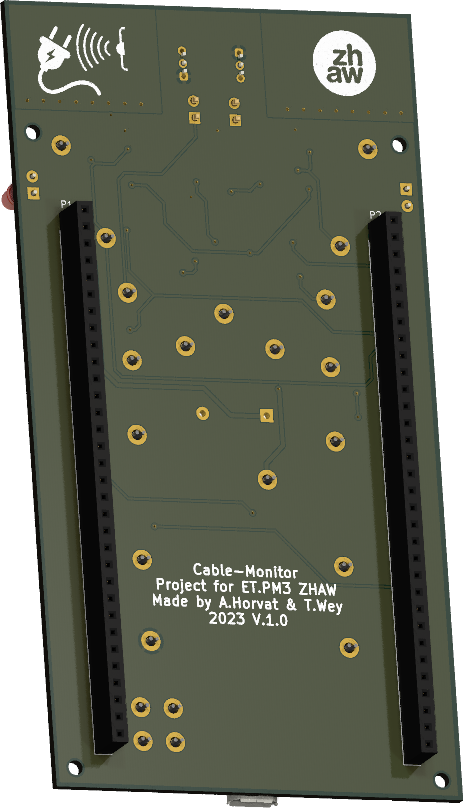 zh
aw
P1
P2
Cable-Monitor
Project for ET.PM3 ZHAW
Made by A.Horvat & T.Wey
2023 V.1.0